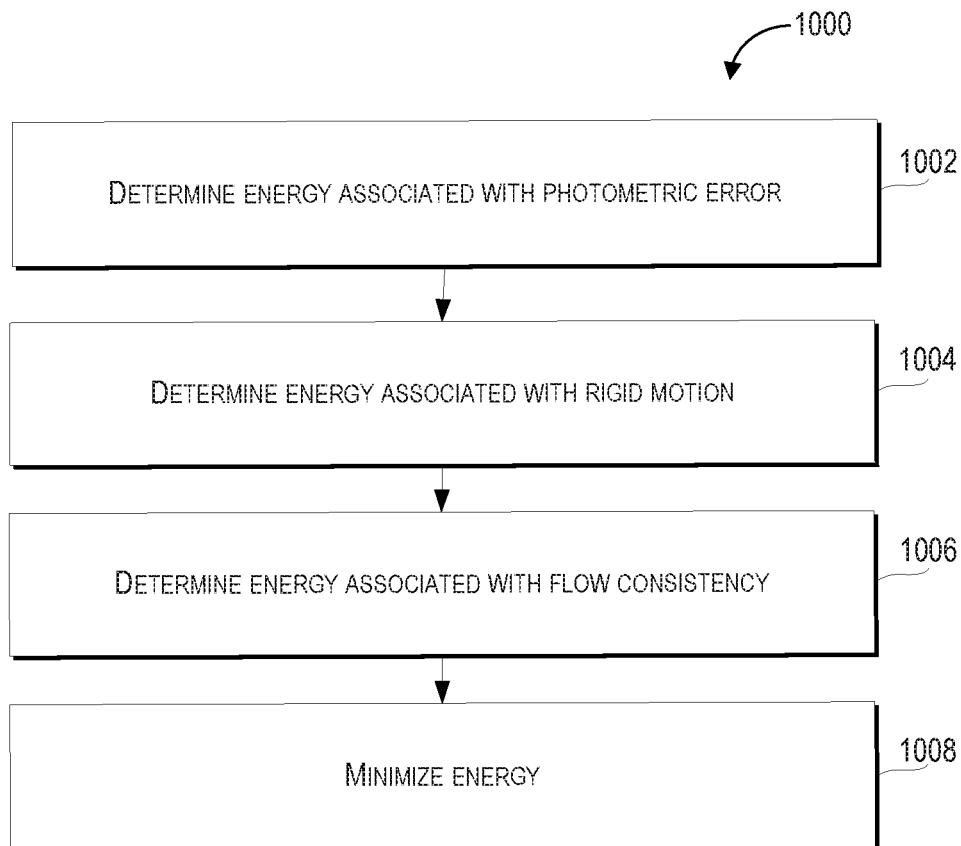 1000
1002
DETERMINE ENERGY ASSOCIATED WITH PHOTOMETRIC ERROR
1004
DETERMINE ENERGY ASSOCIATED WITH RIGID MOTION
1006
DETERMINE ENERGY ASSOCIATED WITH FLOW CONSISTENCY
1008
MINIMIZE ENERGY